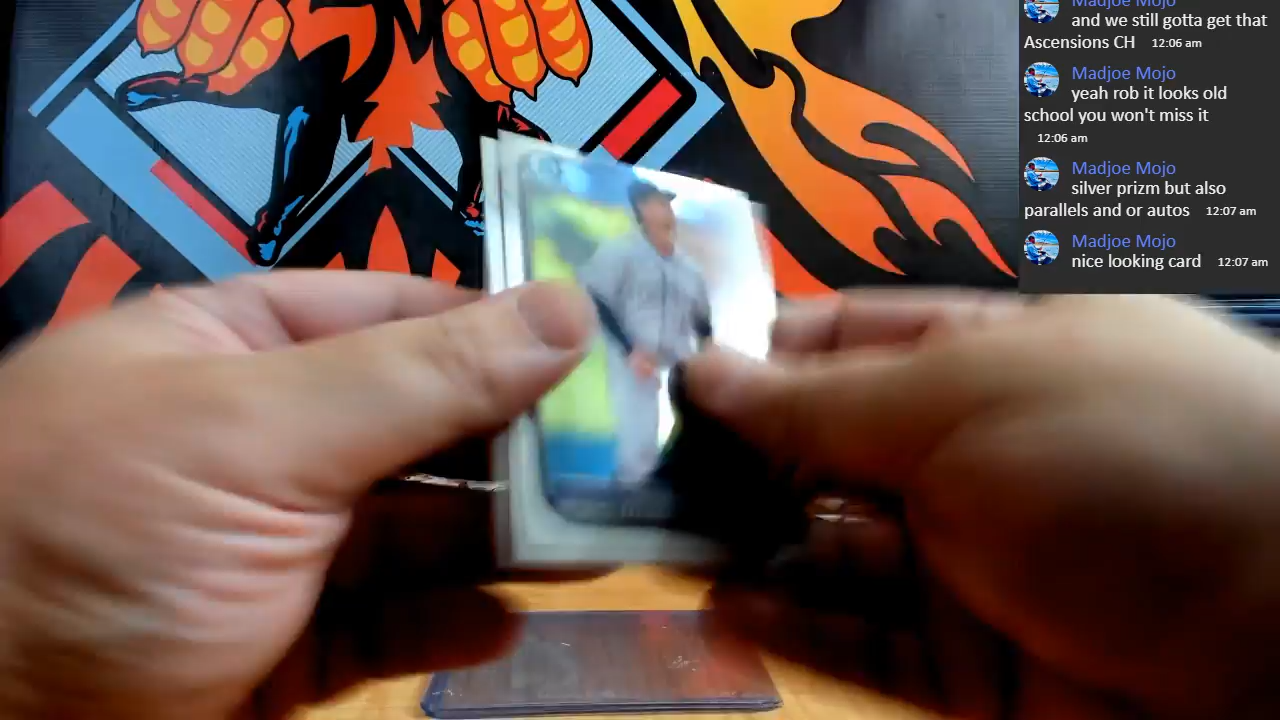 Madjoe Mojo
and we still gotta get that
Ascensions CH 12:06 am
Madjoe Mojo
yeah rob it looks old
school you won't miss it
12:06 am
Madjoe Mojo
silver prizm but also
parallels and or autos 12:07 am
Madjoe Mojo
nice looking card 12:07 am